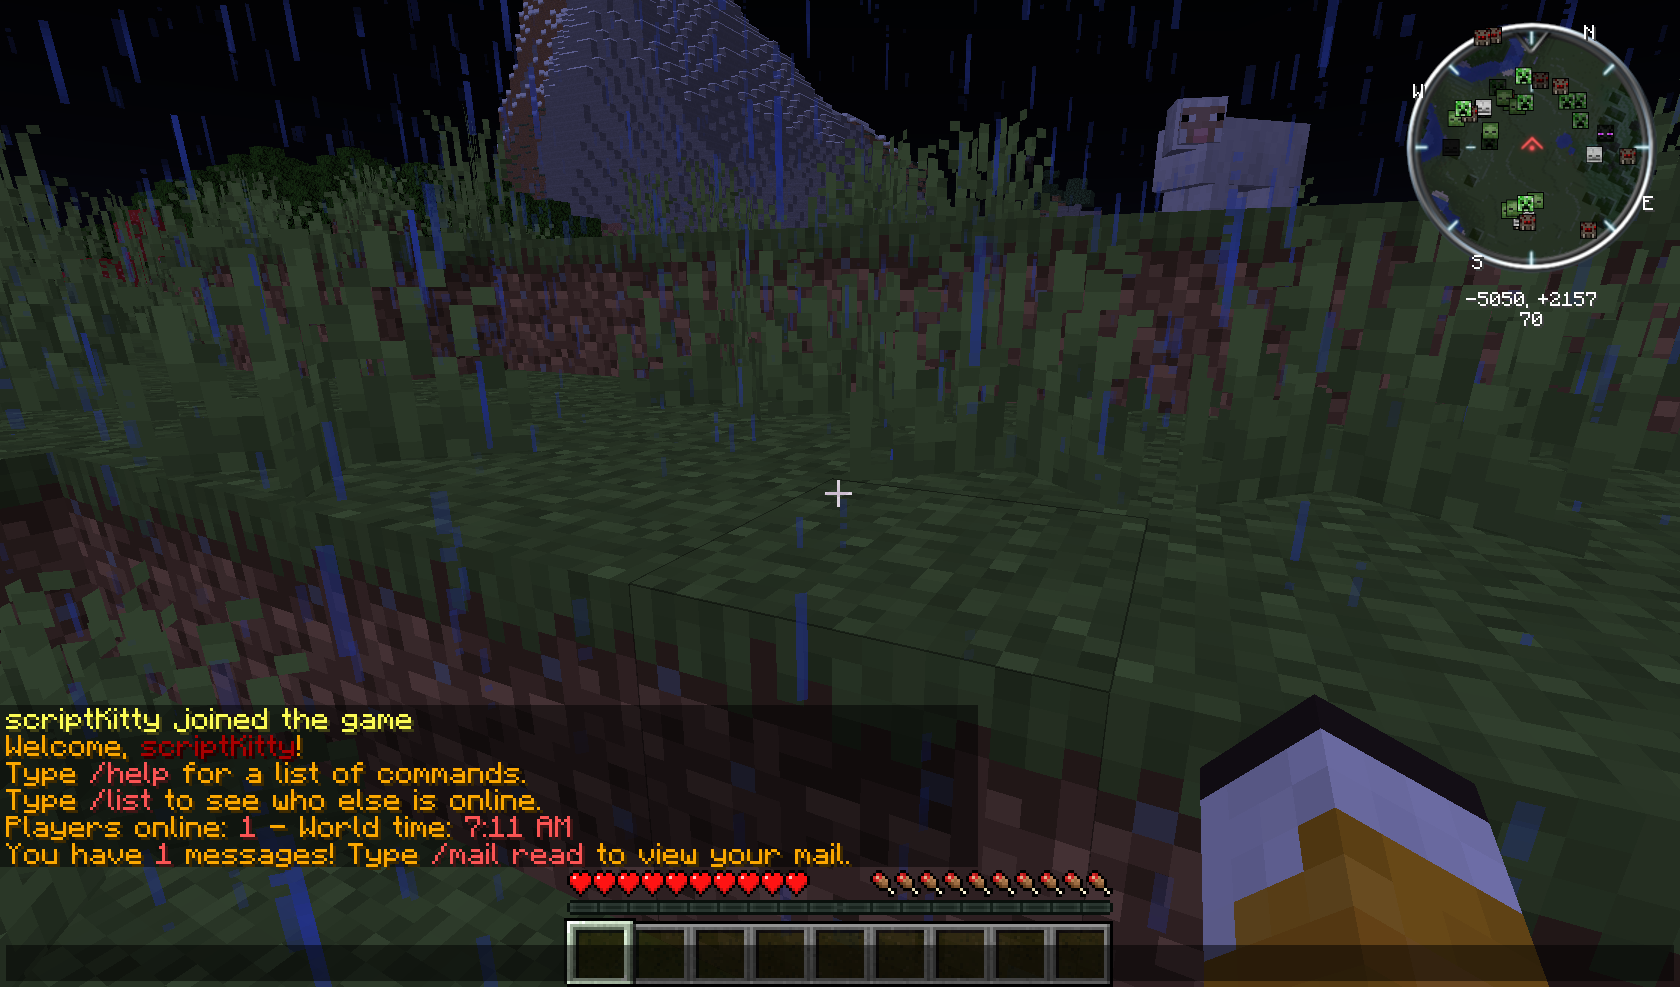 N
W
E
S
-5050, +2157
70
scriptKitty joined the game
Welcome, scriptKitty!
Type /help for a list of commands.
Type /list to see who else is online.
Players online: 1 - World time: 7:11 AM
You have 1 messages! Type /mail read to view your mail.